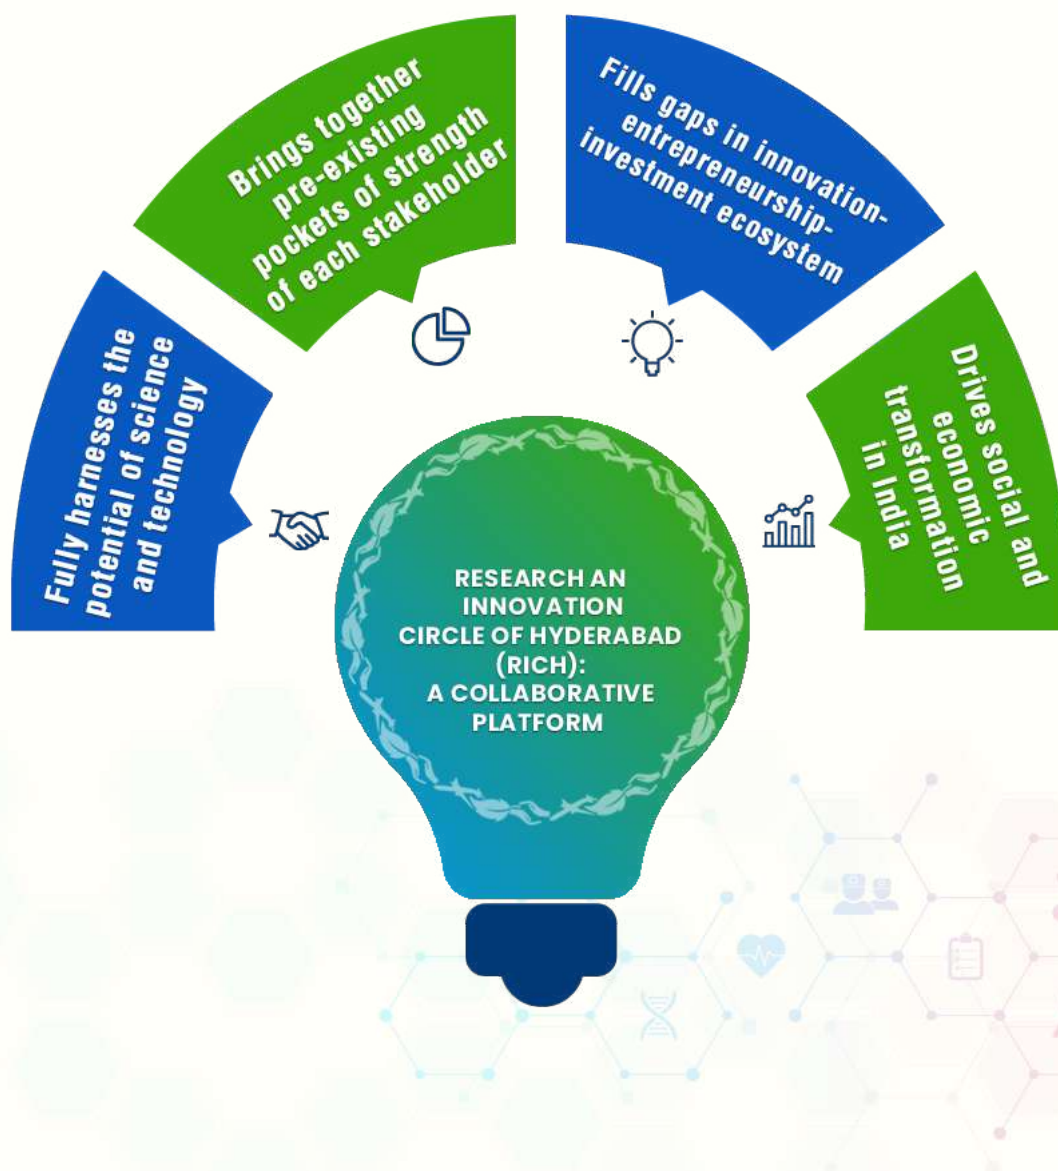 Fully harnesses the
potential of science
and technology
Brings together
pre-existing
pockets of strength
of each stakeholder
Fills gaps in innovation-
entrepreneurship-
investment ecosystem
Drives social and
economic
transformation
in India
RESEARCH AN
INNOVATION
CIRCLE OF HYDERABAD
(RICH):
A COLLABORATIVE
PLATFORM